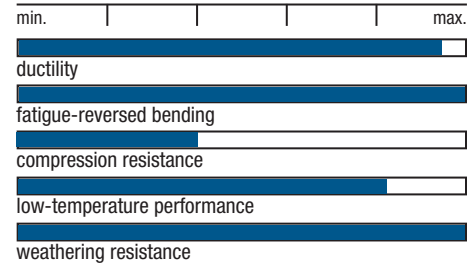 min. max.
ductility
fatigue-reversed bending
compression resistance
low-temperature performance
weathering resistance